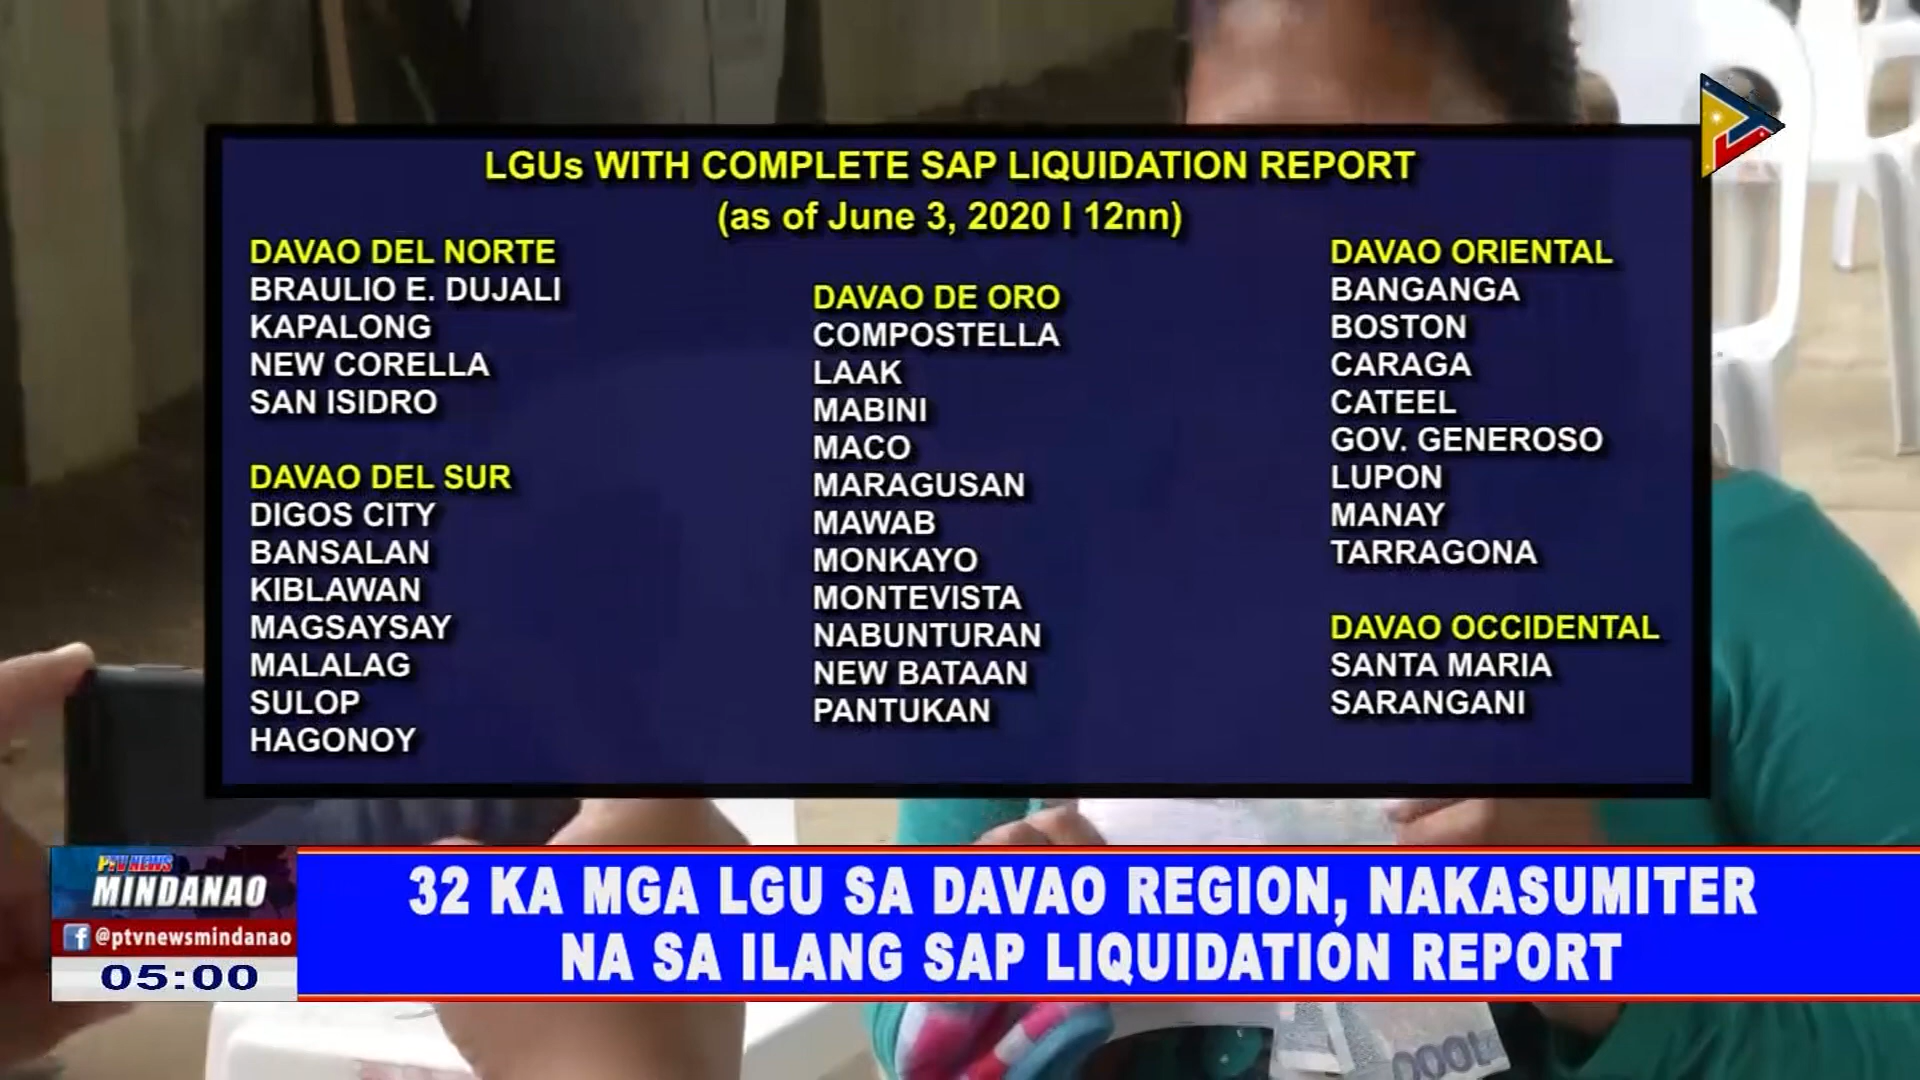 LGUs WITH COMPLETE SAP LIQUIDATION REPORT
(as of June 3, 2020 I 12nn)
DAVAO DEL NORTE
BRAULIO E. DUJALI
KAPALONG
NEW CORELLA
SAN ISIDRO
DAVAO DEL SUR
DIGOS CITY
BANSALAN
KIBLAWAN
MAGSAYSAY
MALALAG
SULOP
HAGONOY
DAVAO DE ORO
COMPOSTELLA
LAAK
MABINI
MACO
MARAGUSAN
MAWAB
MONKAYO
MONTEVISTA
NABUNTURAN
NEW BATAAN
PANTUKAN
DAVAO ORIENTAL
BANGANGA
BOSTON
CARAGA
CATEEL
GOV. GENEROSO
LUPON
MANAY
TARRAGONA
DAVAO OCCIDENTAL
SANTA MARIA
SARANGANI
PTV NEWS
MINDANAO
f @ptvnewsmindanao
05:00
32 KA MGA LGU SA DAVAO REGION, NAKASUMITER
NA SA ILANG SAP LIQUIDATION REPORT
1000